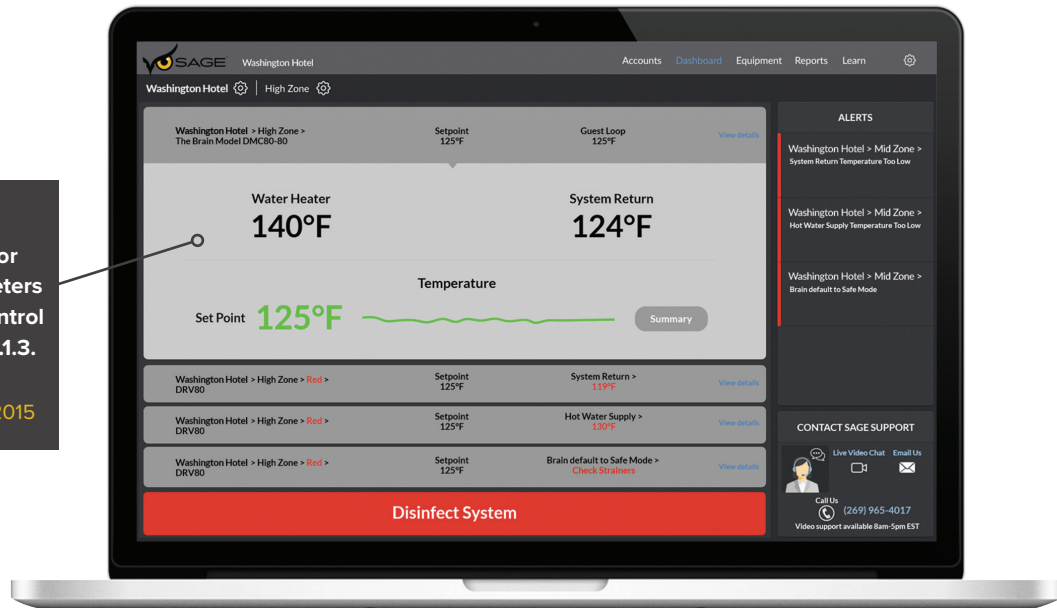 SAGE
Washington Hotel
Accounts Dashboard Equipment Reports Learn
Washington Hotel | High Zone
Washington Hotel > High Zone >
The Brain Model DMC80-80
Setpoint
125°F
Guest Loop
125°F
View details
Water Heater
140°F
System Return
124°F
Temperature
Set Point 125°F
Summary
Washington Hotel > High Zone > Red >
DRV80
Setpoint
125°F
System Return >
119°F
View details
Washington Hotel > High Zone > Red >
DRV80
Setpoint
125°F
Hot Water Supply >
130°F
View details
Washington Hotel > High Zone > Red >
DRV80
Setpoint
125°F
Brain default to Safe Mode >
Check Strainers
View details
Disinfect System
ALERTS
Washington Hotel > Mid Zone >
System Return Temperature Too Low
Washington Hotel > Mid Zone >
Hot Water Supply Temperature Too Low
Washington Hotel > Mid Zone >
Brain default to Safe Mode
CONTACT SAGE SUPPORT
Live Video Chat Email Us
Call Us
(269) 965-4017
Video support available 8am-5pm EST
.1.3.
2015